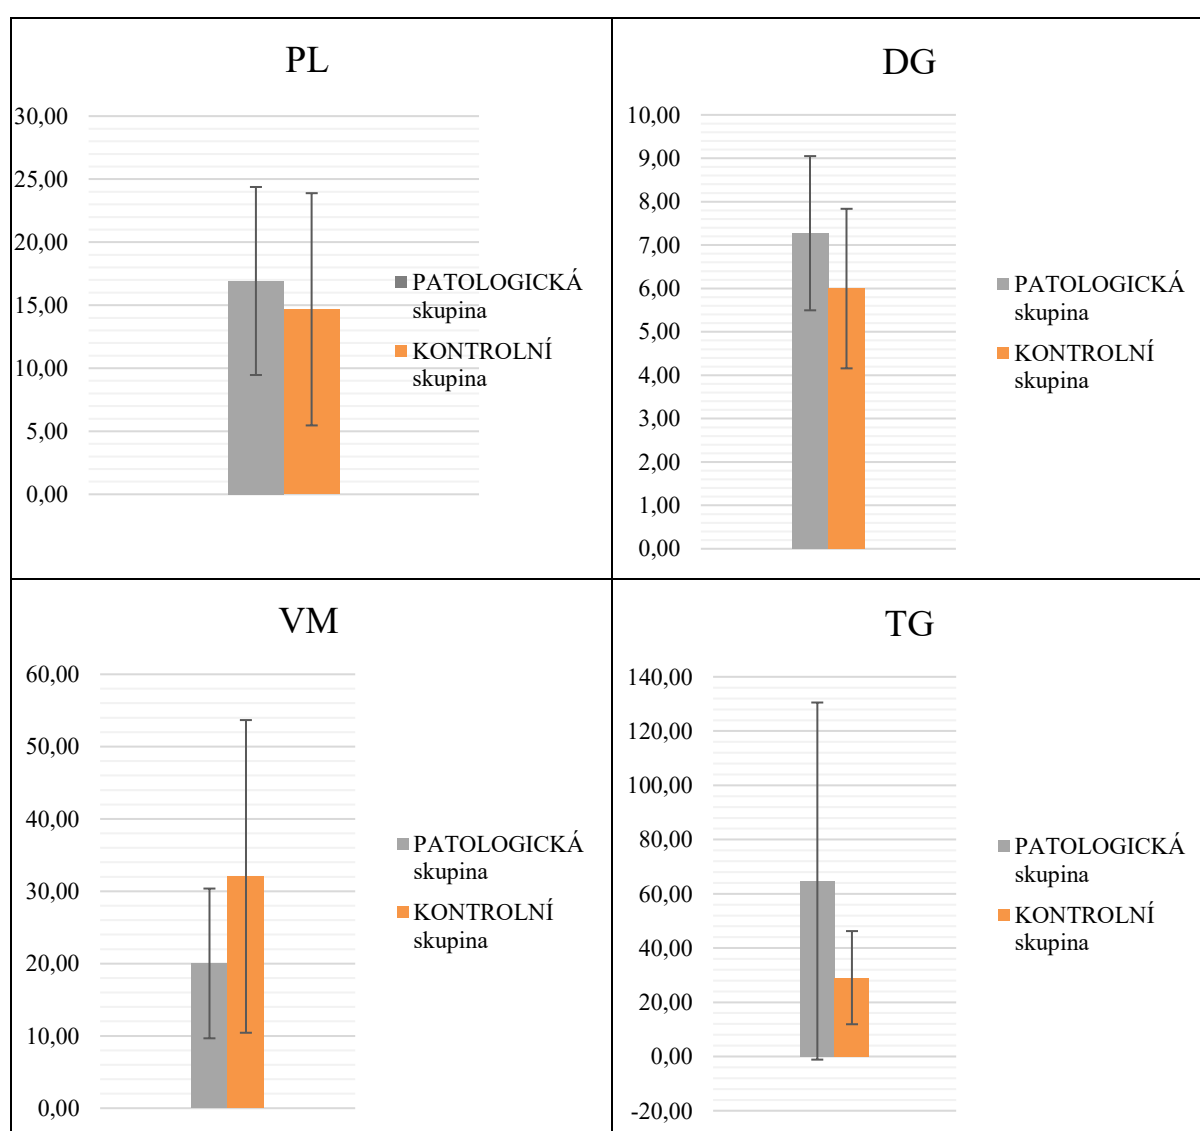 PL
30,00
25,00
20,00
15,00
10,00
5,00
0,00
PATOLOGICKÁ
skupina
KONTROLNÍ
skupina
DG
10,00
9,00
8,00
7,00
6,00
5,00
4,00
3,00
2,00
1,00
0,00
PATOLOGICKÁ
skupina
KONTROLNÍ
skupina
VM
60,00
50,00
40,00
30,00
20,00
10,00
0,00
PATOLOGICKÁ
skupina
KONTROLNÍ
skupina
TG
140,00
120,00
100,00
80,00
60,00
40,00
20,00
0,00
-20,00
PATOLOGICKÁ
skupina
KONTROLNÍ
skupina